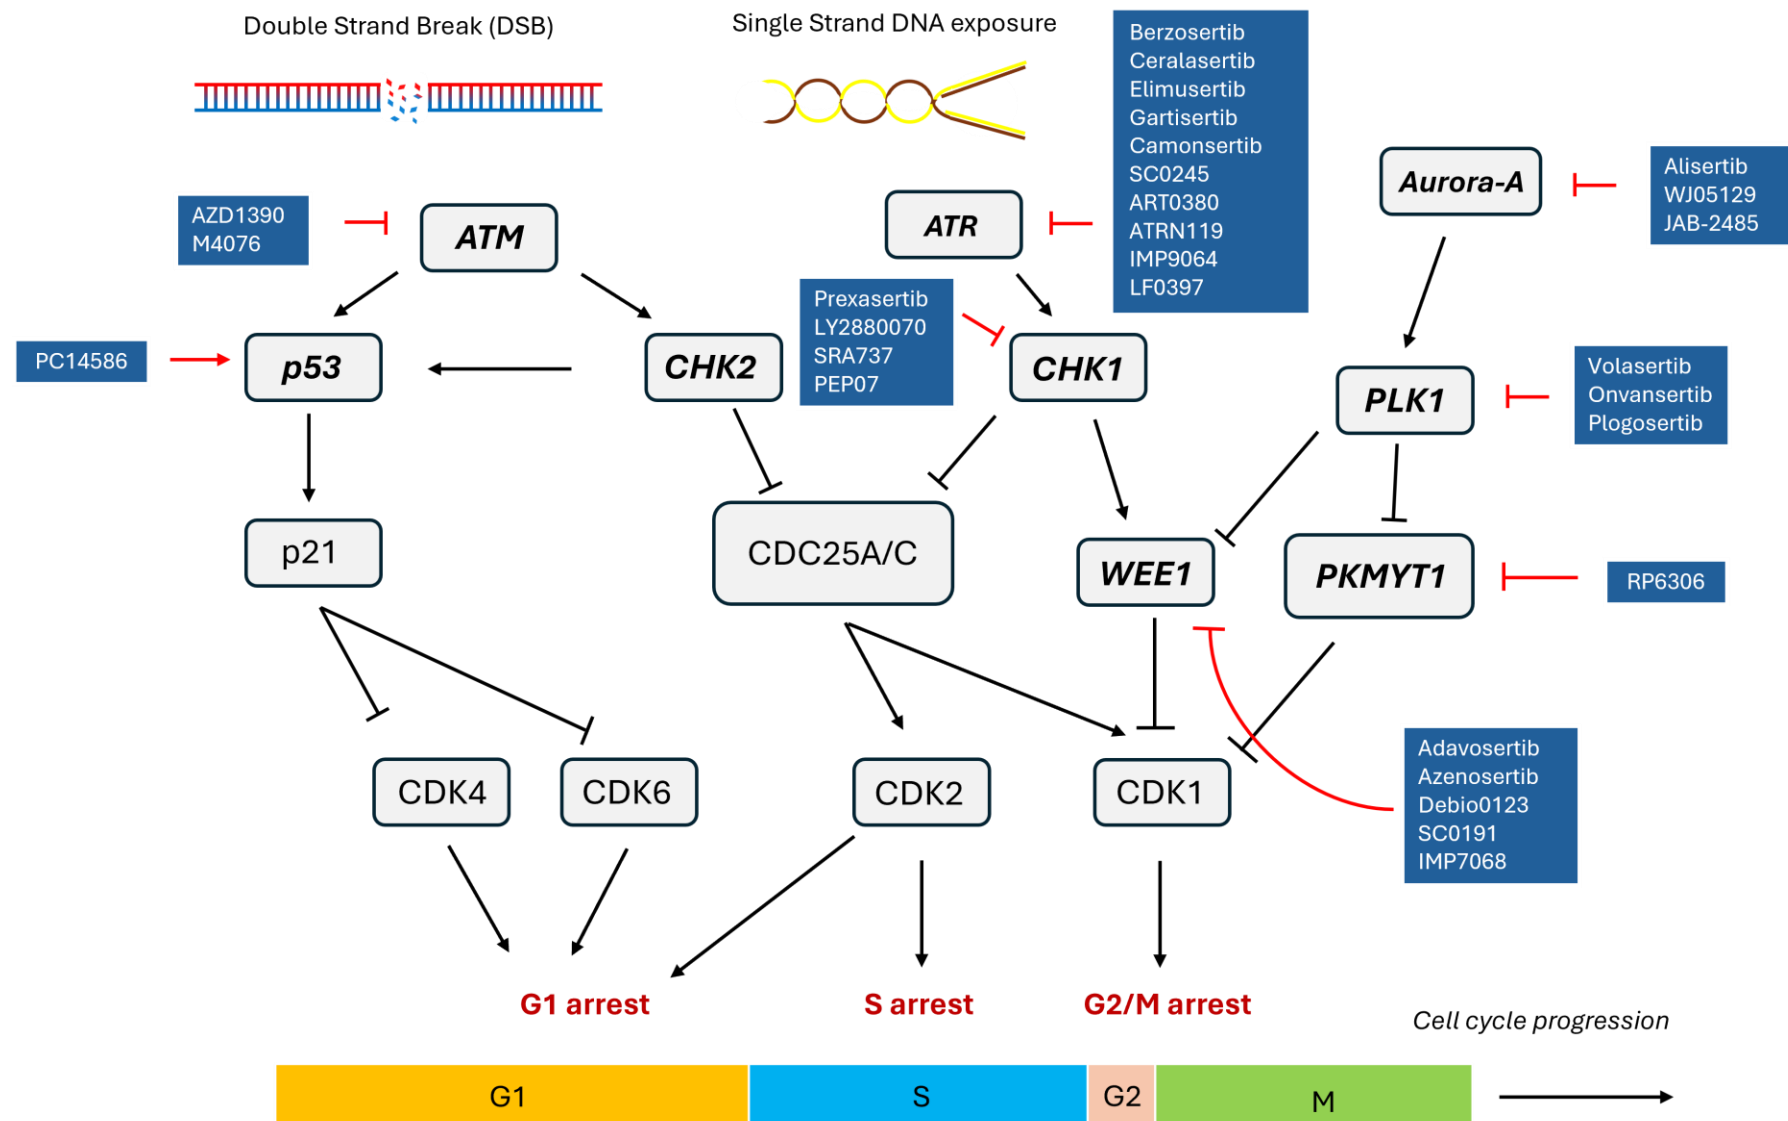 Double Strand Break (DSB)
Single Strand DNA exposure
Berzosertib
Ceralasertib
Elimusertib
Gartisertib
Camonsertib
SC0245
ART0380
ATRN119
IMP9064
LF0397
Aurora-A
Alisertib
WJ05129
JAB-2485
AZD1390
M4076
ATM
ATR
Prexasertib
LY2880070
SRA737
PEP07
PC14586
p53
CHK2
CHK1
PLK1
Volasertib
Onvansertib
Plogosertib
p21
CDC25A/C
WEE1
PKMYT1
RP6306
CDK4
CDK6
CDK2
CDK1
Adavosertib
Azenosertib
Debio0123
SC0191
IMP7068
G1 arrest
S arrest
G2/M arrest
Cell cycle progression
G1
S
G2
M